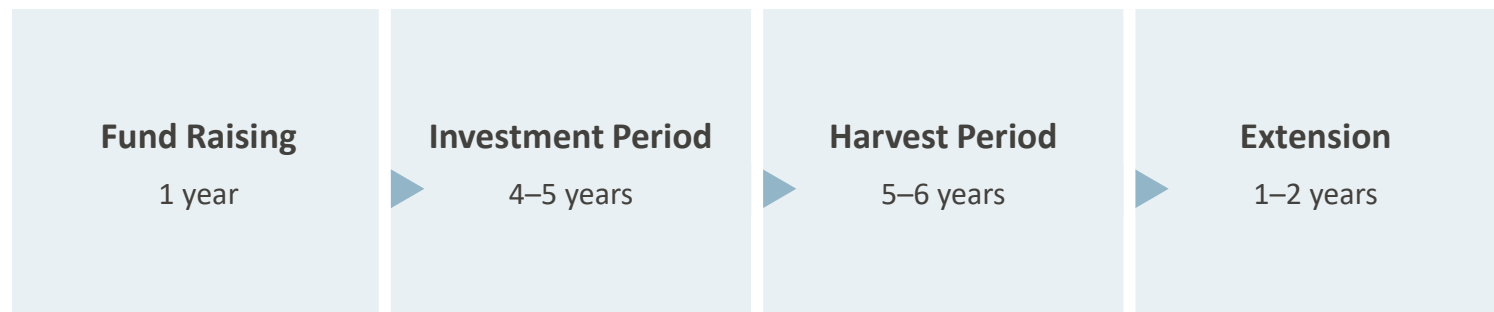 Fund Raising
1 year
Investment Period
4–5 years
Harvest Period
5–6 years
Extension
1–2 years